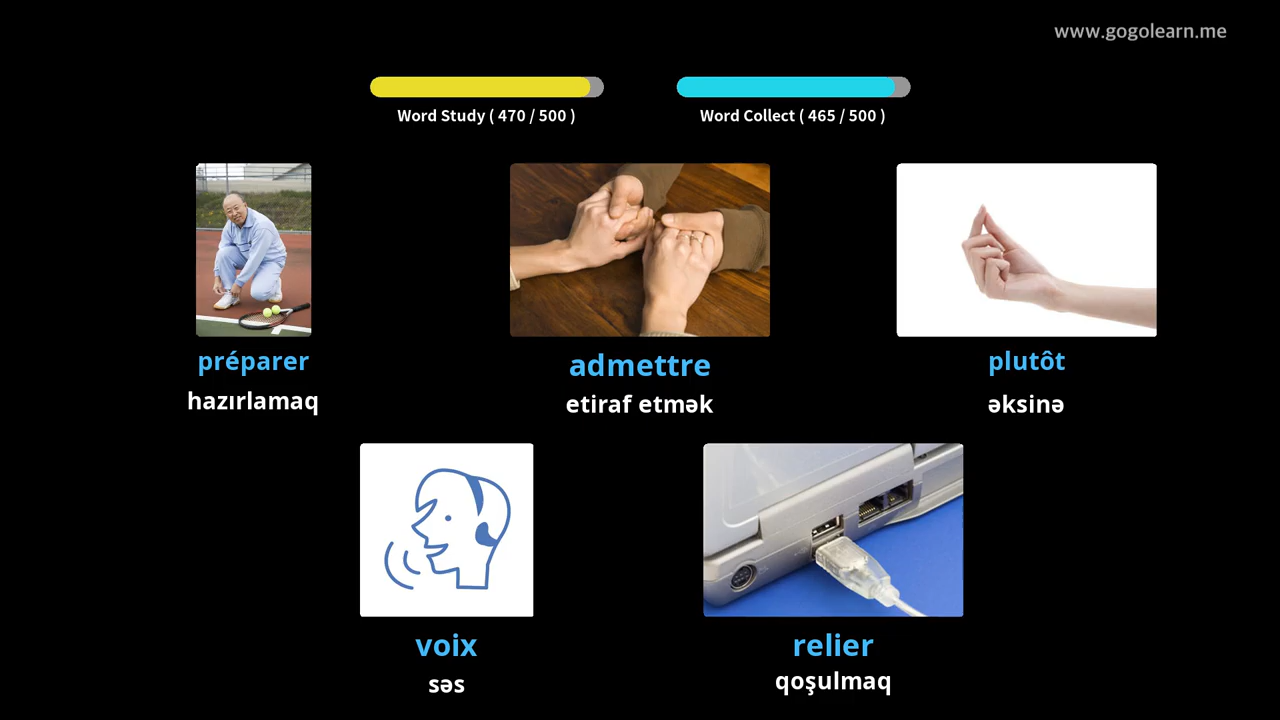 www.gogolearn.me
Word Study ( 470 / 500 )
Word Collect ( 465 / 500 )
préparer
hazırlamaq
admettre
etiraf etmək
plutôt
əksinə
voix
səs
relier
qoşulmaq